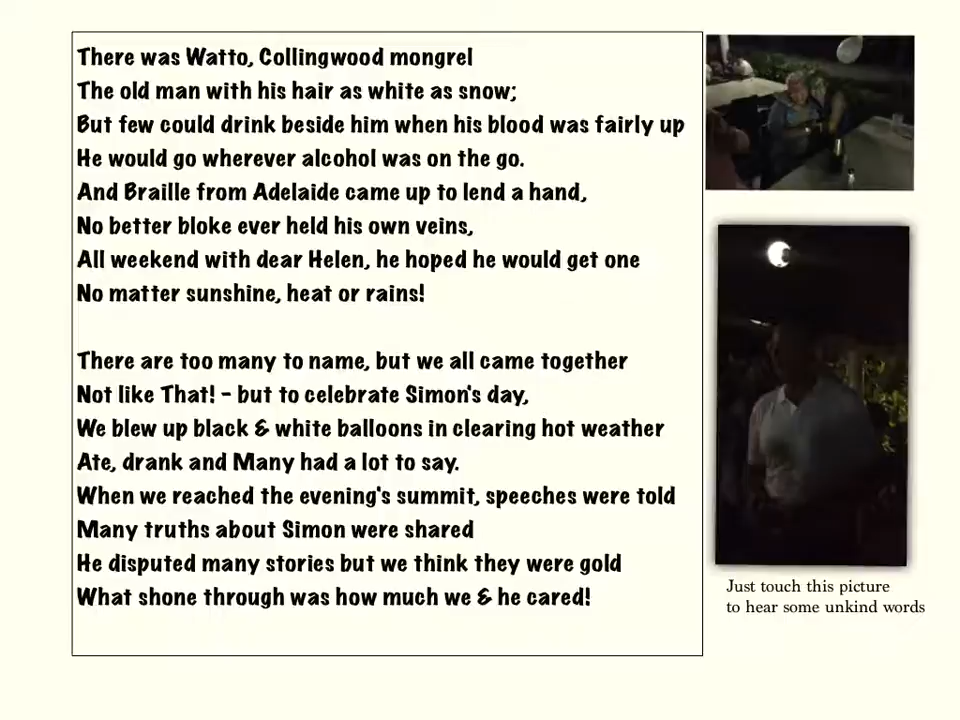 There was Watto, Collingwood mongrel
The old man with his hair as white as snow;
But few could drink beside him when his blood was fairly up
He would go wherever alcohol was on the go.
And Braille from Adelaide came up to lend a hand,
No better bloke ever held his own veins,
All weekend with dear Helen, he hoped he would get one
No matter sunshine, heat or rains!
There are too many to name, but we all came together
Not like That! - but to celebrate Simon's day,
We blew up black & white balloons in clearing hot weather
Ate, drank and Many had a lot to say.
When we reached the evening's summit, speeches were told
Many truths about Simon were shared
He disputed many stories but we think they were gold
What shone through was how much we & he cared!
Just touch this picture
to hear some unkind words